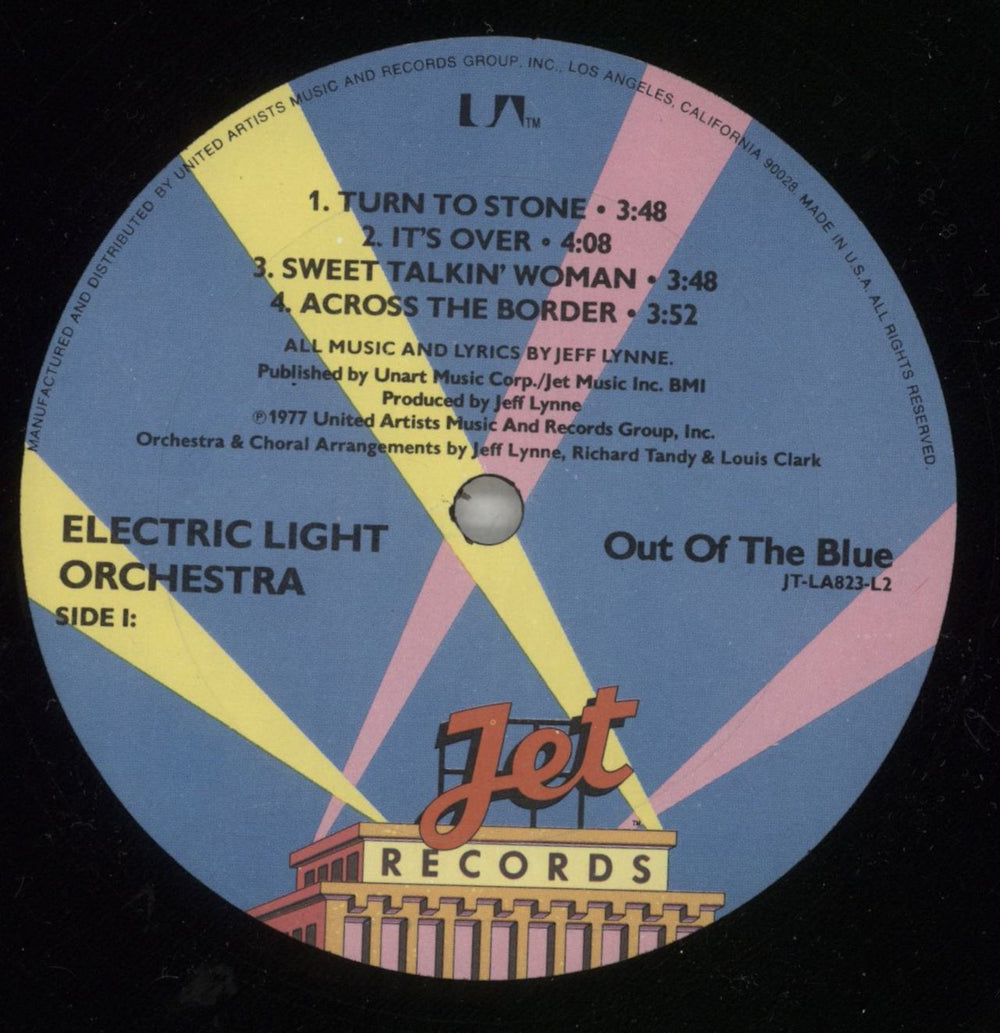 MANUFACTURED AND DISTRIBUTED BY UNITED ARTISTS MUSIC AND RECORDS GROUP, INC., LOS ANGELES, CALIFORNIA 90028. MADE IN U.S.A. ALL RIGHTS RESERVED.
UA™
1. TURN TO STONE • 3:48
2. IT'S OVER • 4:08
3. SWEET TALKIN' WOMAN • 3:48
4. ACROSS THE BORDER • 3:52
ALL MUSIC AND LYRICS BY JEFF LYNNE.
Published by Unart Music Corp./Jet Music Inc. BMI
Produced by Jeff Lynne
℗1977 United Artists Music And Records Group, Inc.
Orchestra & Choral Arrangements by Jeff Lynne, Richard Tandy & Louis Clark
ELECTRIC LIGHT
ORCHESTRA
SIDE I:
Out Of The Blue
JT-LA823-L2
Jet™
RECORDS